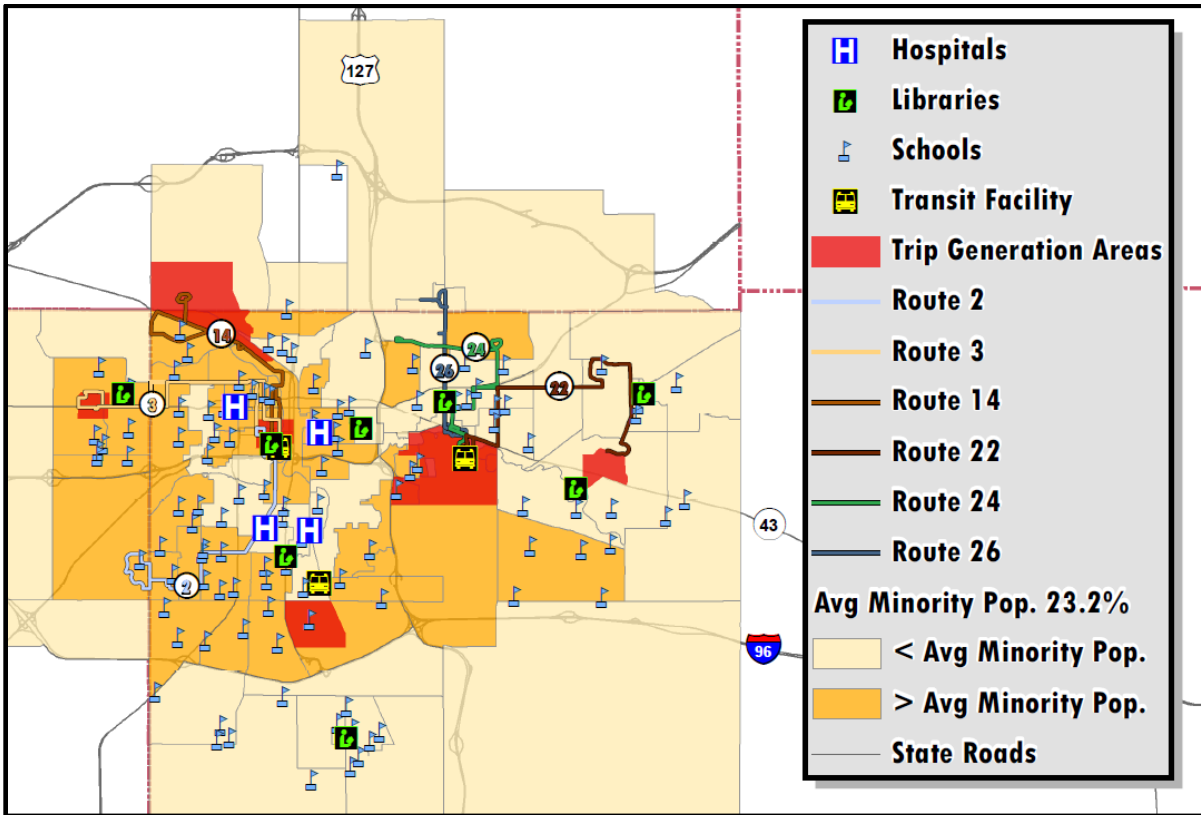 127
14
24
26
22
3
43
2
96
H
H
H
H
H Hospitals
Libraries
Schools
Transit Facility
Trip Generation Areas
Route 2
Route 3
Route 14
Route 22
Route 24
Route 26
Avg Minority Pop. 23.2%
< Avg Minority Pop.
> Avg Minority Pop.
State Roads